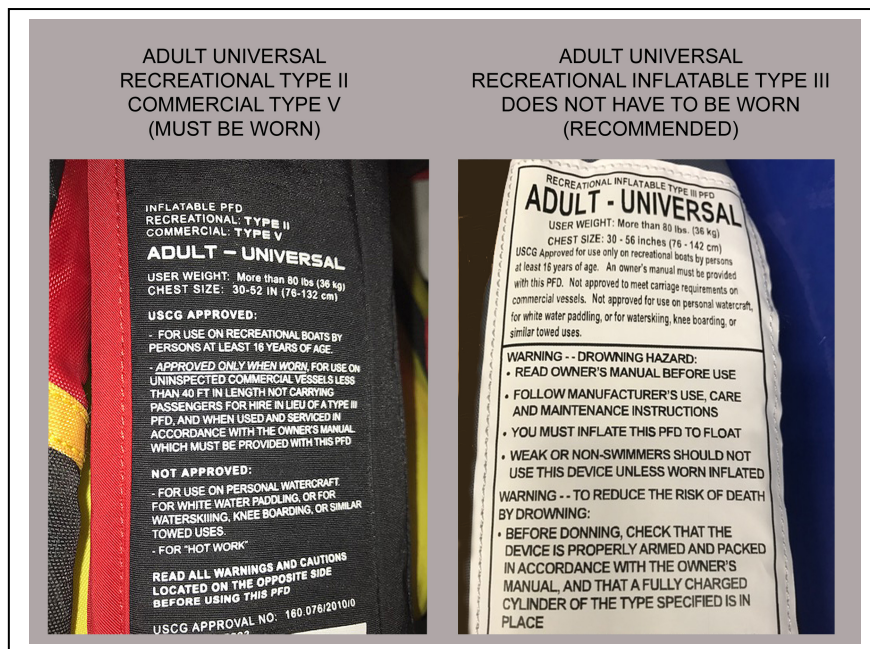 ADULT UNIVERSAL
RECREATIONAL TYPE II
COMMERCIAL TYPE V
(MUST BE WORN)
INFLATABLE PFD
RECREATIONAL: TYPE II
COMMERCIAL: TYPE V
ADULT – UNIVERSAL
USER WEIGHT: More than 80 lbs (36 kg)
CHEST SIZE: 30-52 IN (76-132 cm)
USCG APPROVED:
- FOR USE ON RECREATIONAL BOATS BY
PERSONS AT LEAST 16 YEARS OF AGE.
- APPROVED ONLY WHEN WORN, FOR USE ON
UNINSPECTED COMMERCIAL VESSELS LESS
THAN 40 FT IN LENGTH NOT CARRYING
PASSENGERS FOR HIRE IN LIEU OF A TYPE III
PFD, AND WHEN USED AND SERVICED IN
ACCORDANCE WITH THE OWNER'S MANUAL
WHICH MUST BE PROVIDED WITH THIS PFD
NOT APPROVED:
- FOR USE ON PERSONAL WATERCRAFT.
FOR WHITE WATER PADDLING, OR FOR
WATERSKIIING, KNEE BOARDING, OR SIMILAR
TOWED USES.
- FOR "HOT WORK"
READ ALL WARNINGS AND CAUTIONS
LOCATED ON THE OPPOSITE SIDE
BEFORE USING THIS PFD
USCG APPROVAL NO: 160.076/2010/0
ADULT UNIVERSAL
RECREATIONAL INFLATABLE TYPE III
DOES NOT HAVE TO BE WORN
(RECOMMENDED)
RECREATIONAL INFLATABLE TYPE III PFD
ADULT - UNIVERSAL
USER WEIGHT: More than 80 lbs. (36 kg)
CHEST SIZE: 30 - 56 inches (76 - 142 cm)
USCG Approved for use only on recreational boats by persons
at least 16 years of age. An owner's manual must be provided
with this PFD. Not approved to meet carriage requirements on
commercial vessels. Not approved for use on personal watercraft,
for white water paddling, or for waterskiing, knee boarding, or
similar towed uses.
WARNING - - DROWNING HAZARD:
• READ OWNER'S MANUAL BEFORE USE
• FOLLOW MANUFACTURER'S USE, CARE
AND MAINTENANCE INSTRUCTIONS
• YOU MUST INFLATE THIS PFD TO FLOAT
• WEAK OR NON-SWIMMERS SHOULD NOT
USE THIS DEVICE UNLESS WORN INFLATED
WARNING - - TO REDUCE THE RISK OF DEATH
BY DROWNING:
• BEFORE DONNING, CHECK THAT THE
DEVICE IS PROPERLY ARMED AND PACKED
IN ACCORDANCE WITH THE OWNER'S
MANUAL, AND THAT A FULLY CHARGED
CYLINDER OF THE TYPE SPECIFIED IS IN
PLACE